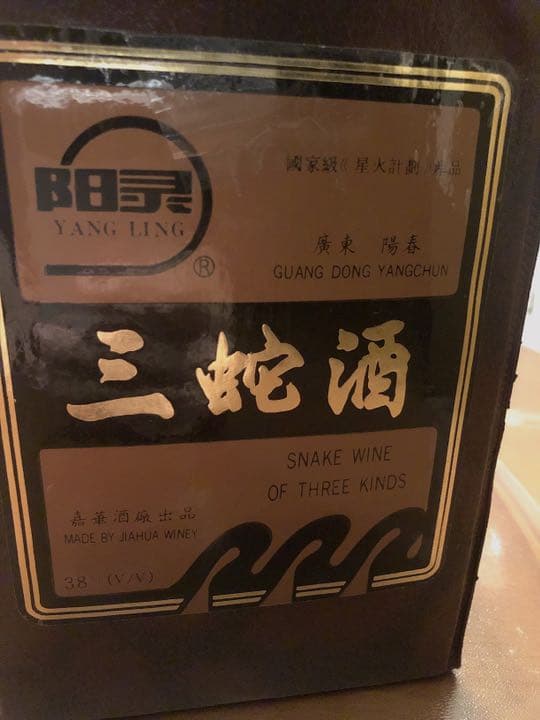 阳灵
YANG LING
®
國家級《星火計劃》產品
廣東 陽春
GUANG DONG YANGCHUN
三蛇酒
SNAKE WINE
OF THREE KINDS
嘉華酒廠出品
MADE BY JIAHUA WINEY
38 (V/V)